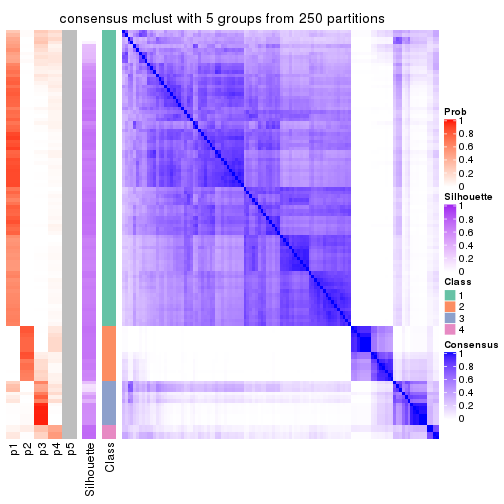 consensus mclust with 5 groups from 250 partitions
Prob
1
0.8
0.6
0.4
0.2
0
Silhouette
1
0.8
0.6
0.4
0.2
0
Class
1
2
3
4
Consensus
1
0.8
0.6
0.4
0.2
0
p1
p2
p3
p4
p5
Silhouette
Class